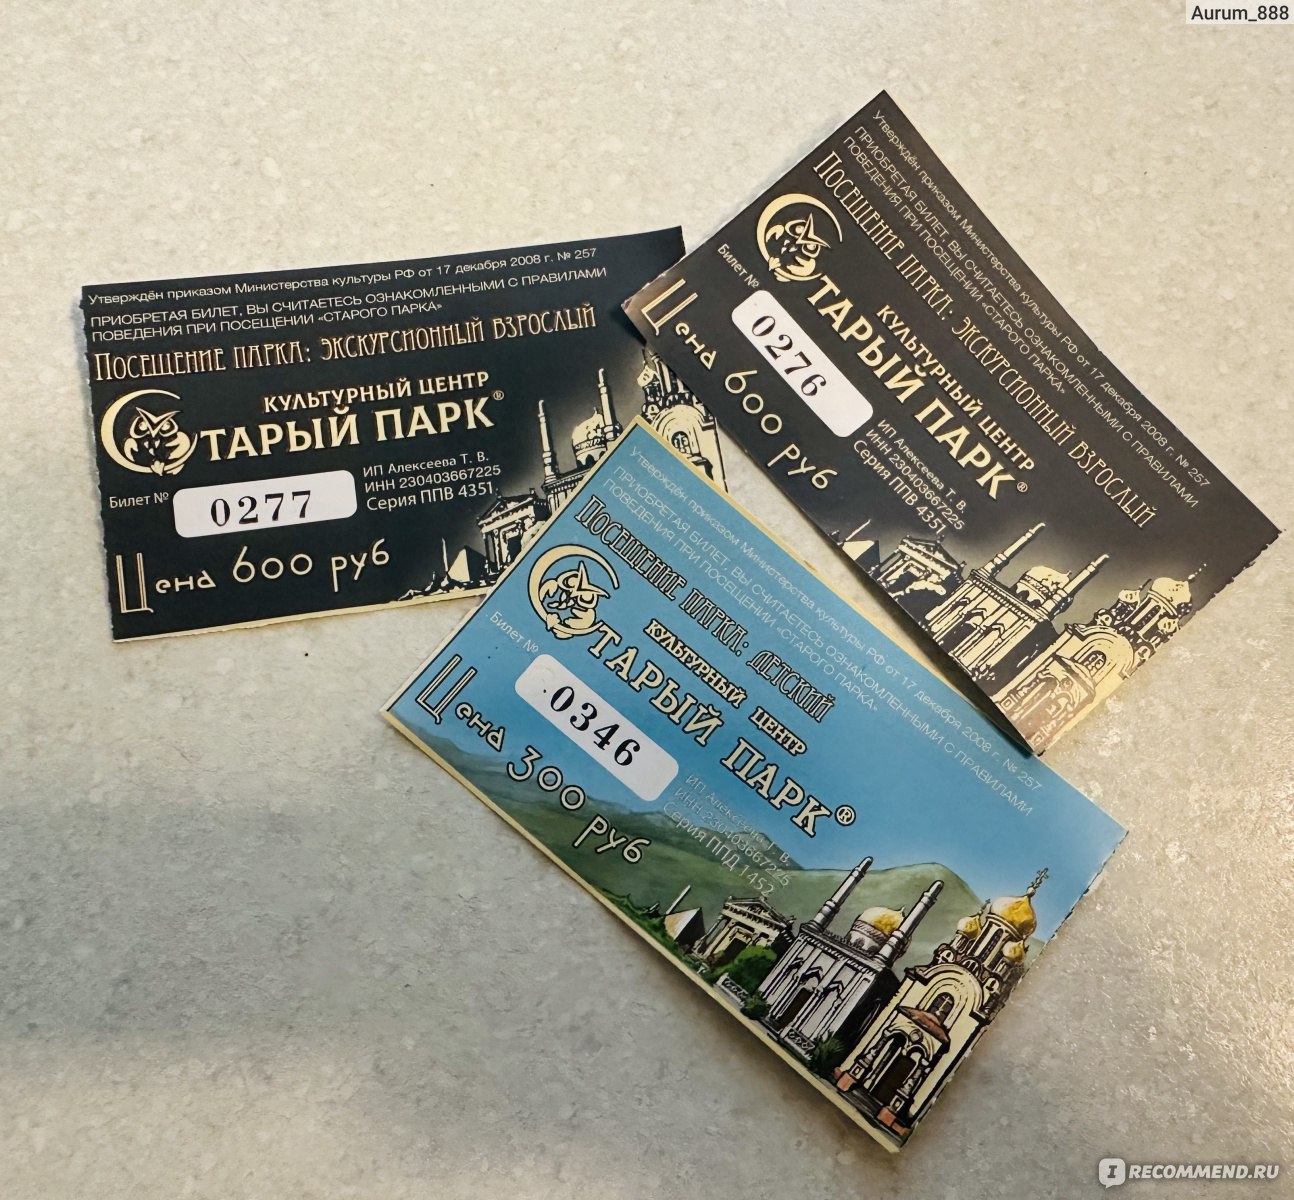 Aurum_888
Утверждён приказом Министерства культуры РФ от 17 декабря 2008 г. № 257
ПРИОБРЕТАЯ БИЛЕТ, ВЫ СЧИТАЕТЕСЬ ОЗНАКОМЛЕННЫМИ С ПРАВИЛАМИ
ПОВЕДЕНИЯ ПРИ ПОСЕЩЕНИИ «СТАРОГО ПАРКА»
ПОСЕЩЕНИЕ ПАРКА: ЭКСКУРСИОННЫЙ ВЗРОСЛЫЙ
КУЛЬТУРНЫЙ ЦЕНТР
СТАРЫЙ ПАРК®
ИП Алексеева Т. В.
ИНН 230403667225
Серия ППВ 4351
Билет № 0277
Цена 600 руб
Утверждён приказом Министерства культуры РФ от 17 декабря 2008 г. № 257
ПРИОБРЕТАЯ БИЛЕТ, ВЫ СЧИТАЕТЕСЬ ОЗНАКОМЛЕННЫМИ С ПРАВИЛАМИ
ПОВЕДЕНИЯ ПРИ ПОСЕЩЕНИИ «СТАРОГО ПАРКА»
ПОСЕЩЕНИЕ ПАРКА: ЭКСКУРСИОННЫЙ ВЗРОСЛЫЙ
КУЛЬТУРНЫЙ ЦЕНТР
СТАРЫЙ ПАРК®
ИП Алексеева Т. В.
ИНН 230403667225
Серия ППВ 4351
Билет № 0276
Цена 600 руб
Утверждён приказом Министерства культуры РФ от 17 декабря 2008 г. № 257
ПРИОБРЕТАЯ БИЛЕТ, ВЫ СЧИТАЕТЕСЬ ОЗНАКОМЛЕННЫМИ С ПРАВИЛАМИ
ПОВЕДЕНИЯ ПРИ ПОСЕЩЕНИИ «СТАРОГО ПАРКА»
ПОСЕЩЕНИЕ ПАРКА: ДЕТСКИЙ
КУЛЬТУРНЫЙ ЦЕНТР
СТАРЫЙ ПАРК®
ИП Алексеева Т. В.
ИНН 230403667225
Серия ППД 1452
Билет № 0346
Цена 300 руб
IRECOMMEND.RU